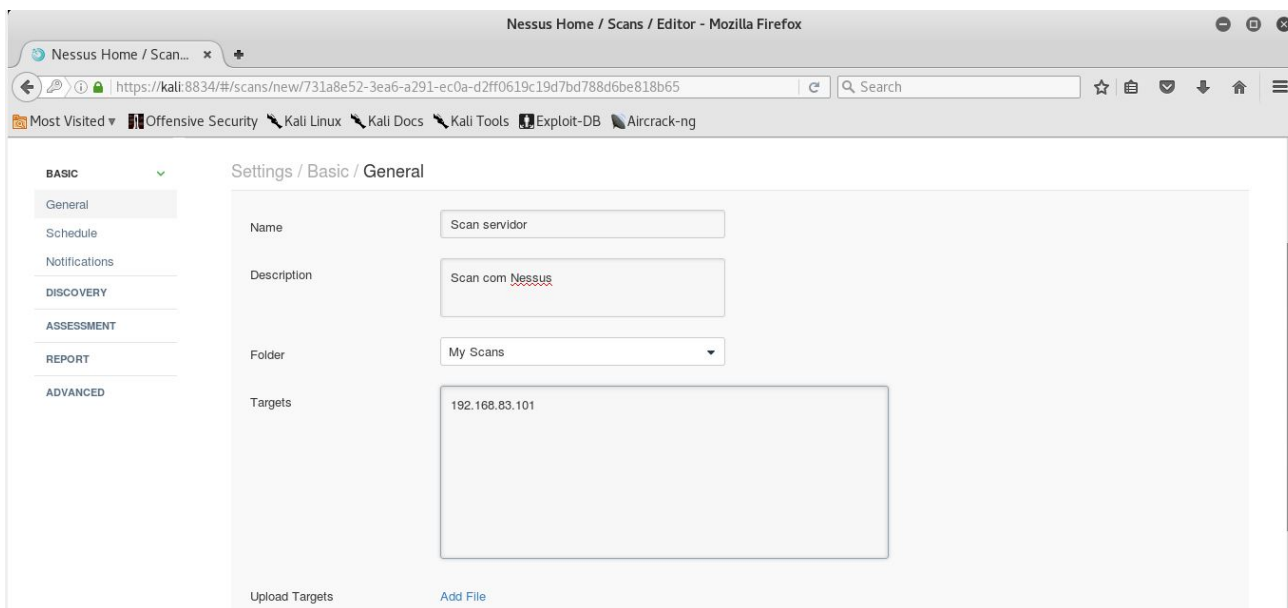 Nessus Home / Scans / Editor - Mozilla Firefox
Nessus Home / Scan...
https://kali:8834/#/scans/new/731a8e52-3ea6-a291-ec0a-d2ff0619c19d7bd788d6be818b65
Search
Most Visited Offensive Security Kali Linux Kali Docs Kali Tools Exploit-DB Aircrack-ng
BASIC
General
Schedule
Notifications
DISCOVERY
ASSESSMENT
REPORT
ADVANCED
Settings / Basic / General
Name
Scan servidor
Description
Scan com Nessus
Folder
My Scans
Targets
192.168.83.101
Upload Targets
Add File